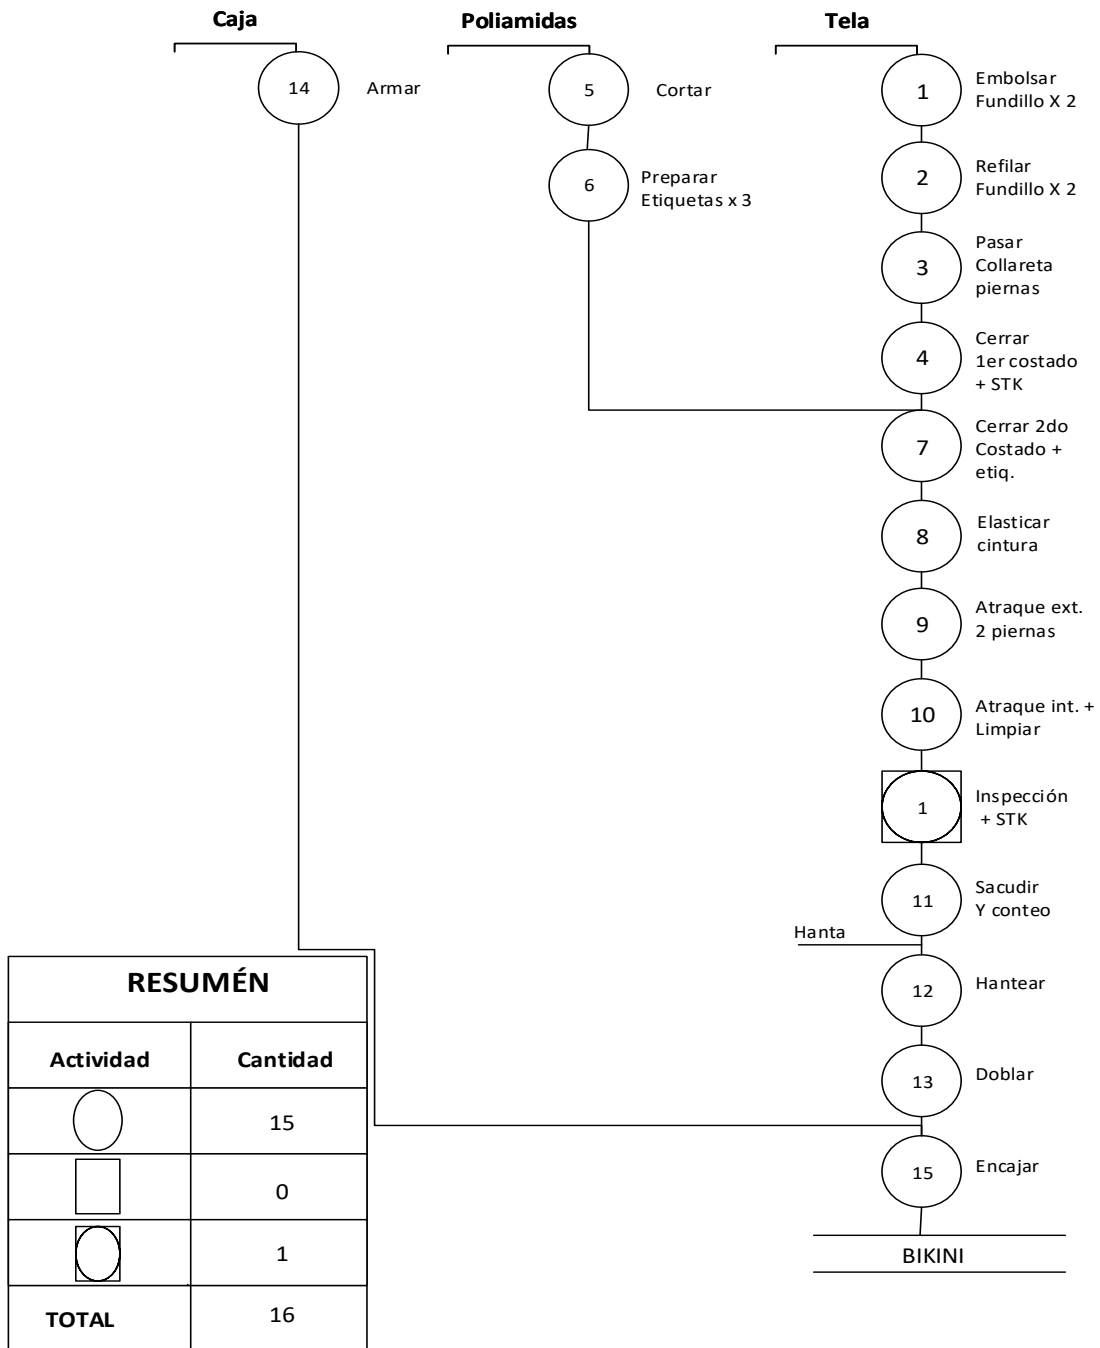 Caja
Poliamidas
Tela
14
Armar
5
Cortar
1
Embolsar
Fundillo X 2
6
Preparar
Etiquetas x 3
2
Refilar
Fundillo X 2
3
Pasar
Collareta
piernas
4
Cerrar
1er costado
+ STK
7
Cerrar 2do
Costado +
etiq.
8
Elasticar
cintura
9
Atraque ext.
2 piernas
10
Atraque int. +
Limpiar
1
Inspección
+ STK
11
Sacudir
Y conteo
Hanta
12
Hantear
13
Doblar
15
Encajar
BIKINI
RESUMÉN
Actividad
Cantidad
15
0
1
TOTAL
16